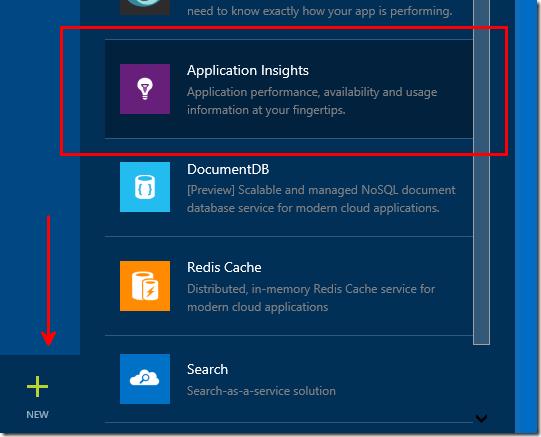 need to know exactly how your app is performing.
Application Insights
Application performance, availability and usage
information at your fingertips.
DocumentDB
[Preview] Scalable and managed NoSQL document
database service for modern cloud applications.
Redis Cache
Distributed, in-memory Redis Cache service for
modern cloud applications
Search
Search-as-a-service solution
NEW